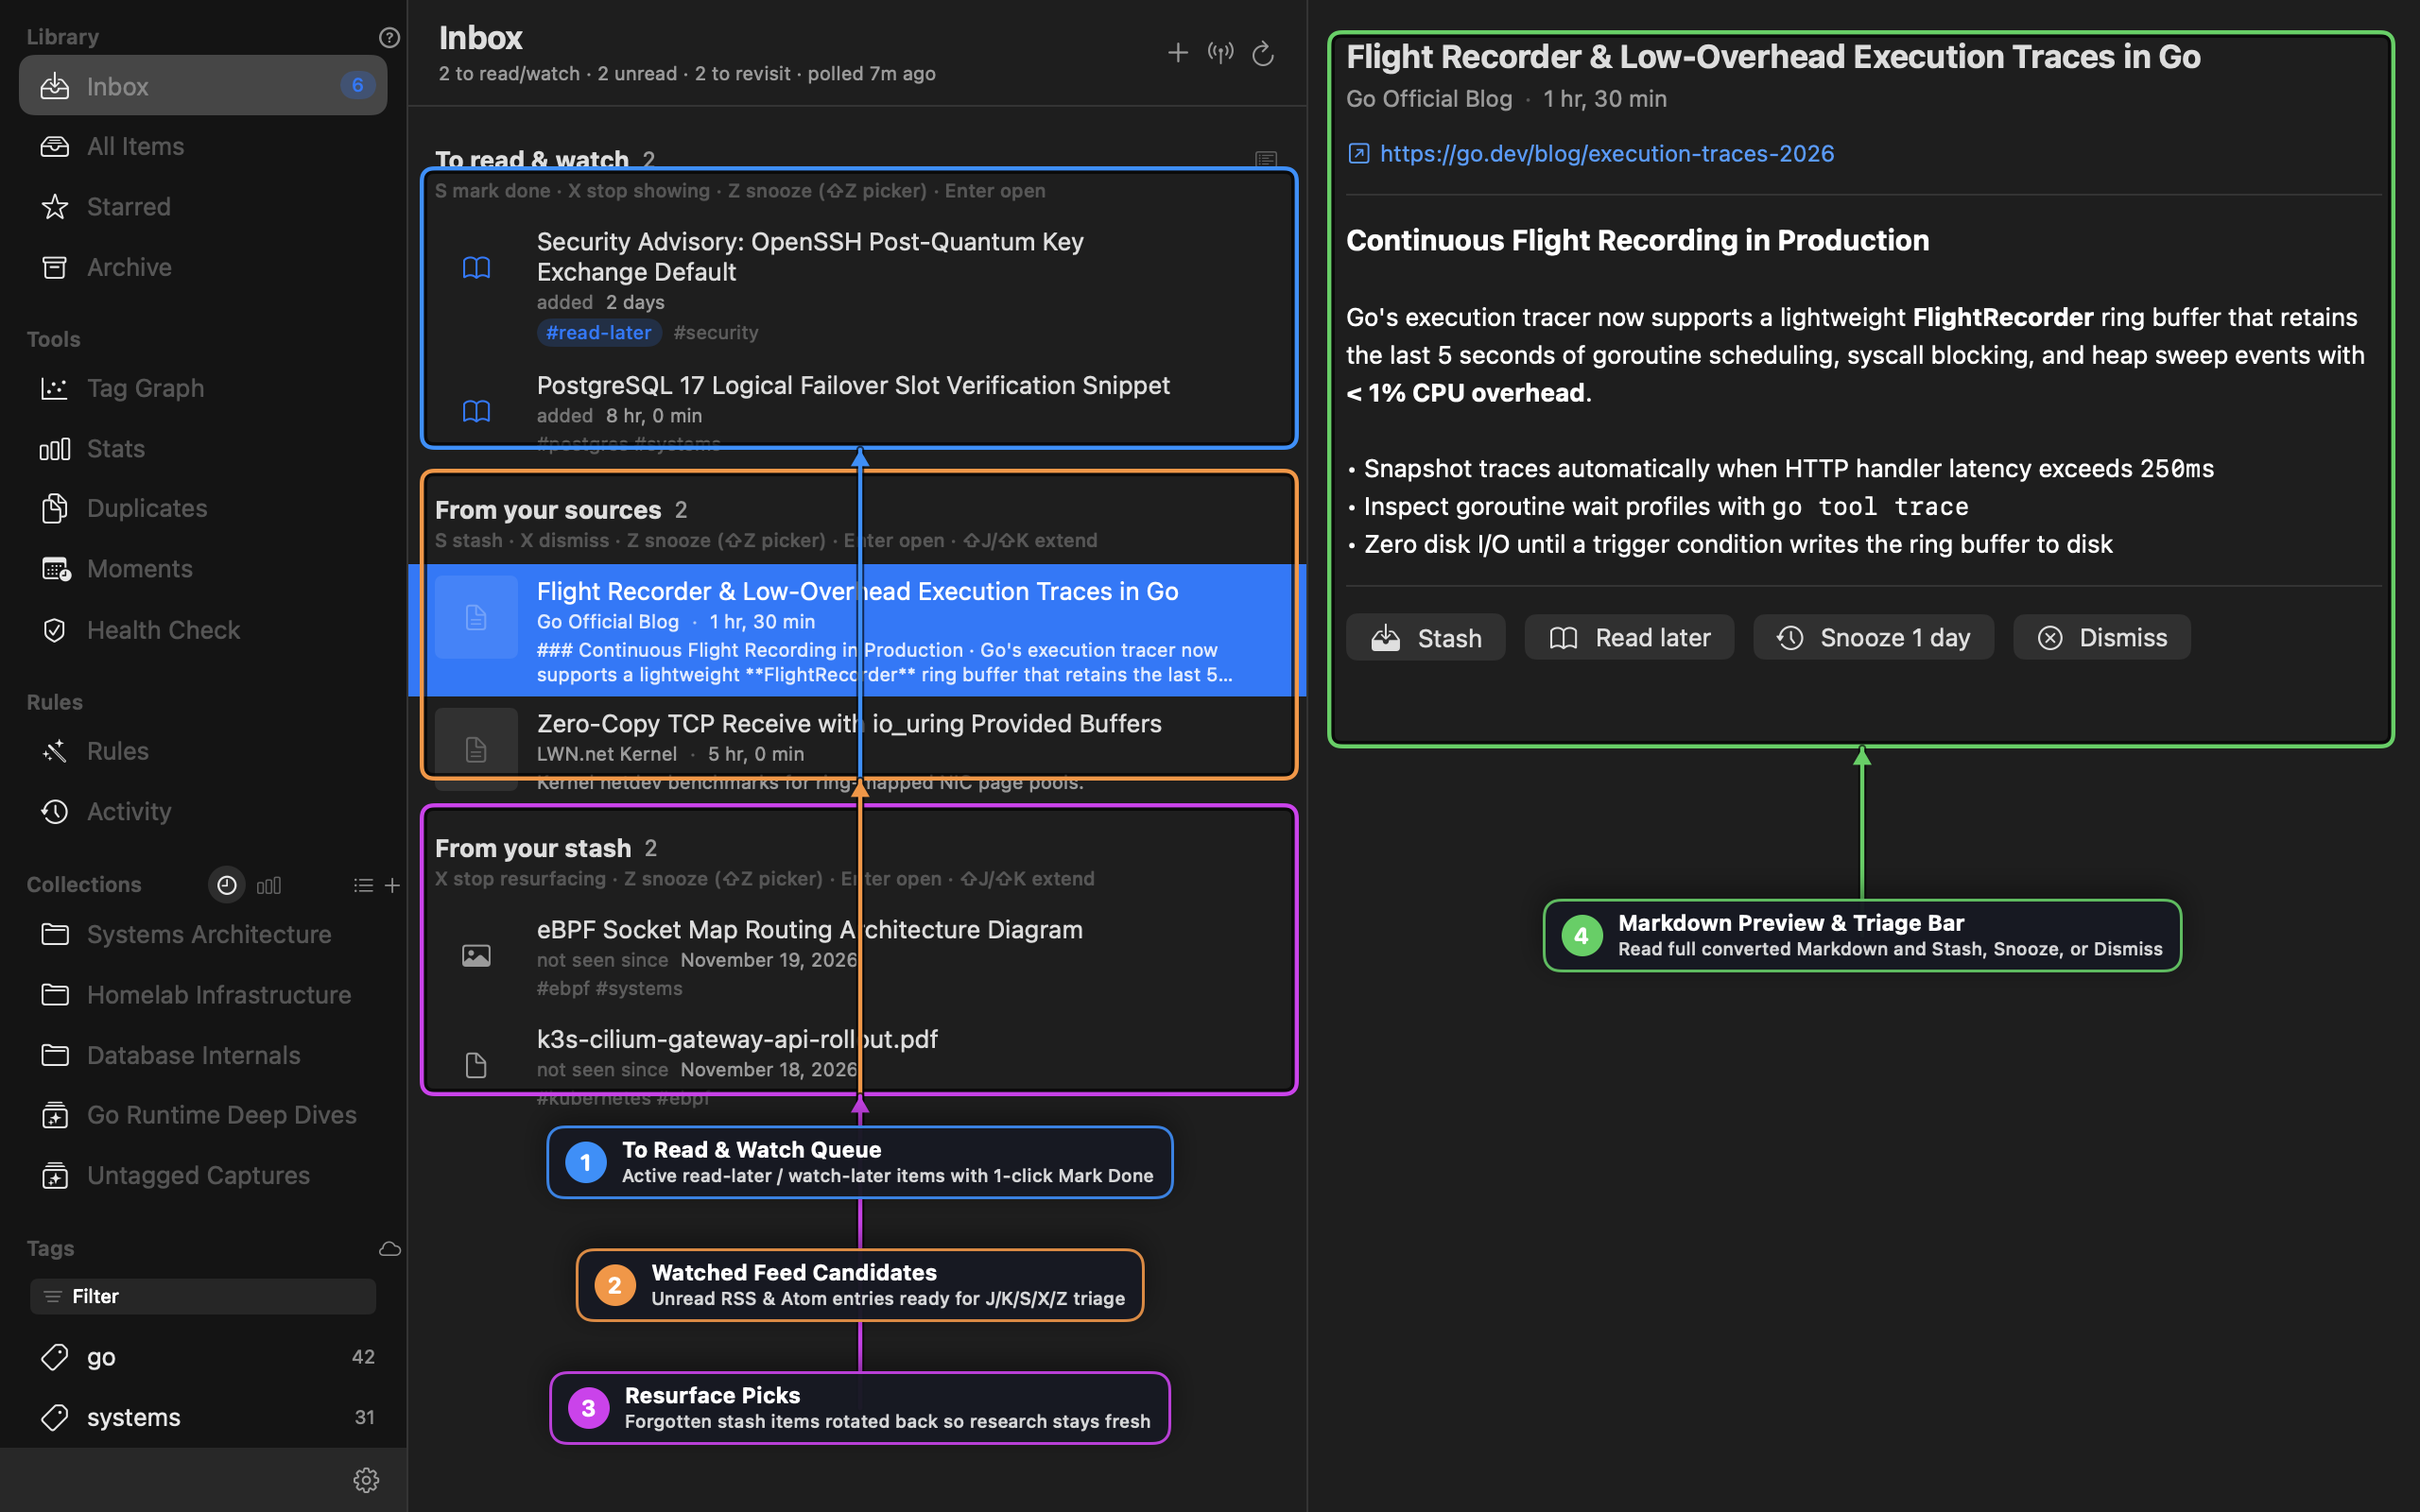 Library
Inbox 6
All Items
Starred
Archive
Tools
Tag Graph
Stats
Duplicates
Moments
Health Check
Rules
Rules
Activity
Collections
Systems Architecture
Homelab Infrastructure
Database Internals
Go Runtime Deep Dives
Untagged Captures
Tags
Filter
go 42
systems 31
Inbox
2 to read/watch · 2 unread · 2 to revisit · polled 7m ago
To read & watch 2
S mark done · X stop showing · Z snooze (⇧Z picker) · Enter open
Security Advisory: OpenSSH Post-Quantum Key
Exchange Default
added 2 days
#read-later #security
PostgreSQL 17 Logical Failover Slot Verification Snippet
added 8 hr, 0 min
#postgres #systems
From your sources 2
S stash · X dismiss · Z snooze (⇧Z picker) · Enter open · ⇧J/⇧K extend
Flight Recorder & Low-Overhead Execution Traces in Go
Go Official Blog · 1 hr, 30 min
### Continuous Flight Recording in Production · Go's execution tracer now
supports a lightweight **FlightRecorder** ring buffer that retains the last 5...
Zero-Copy TCP Receive with io_uring Provided Buffers
LWN.net Kernel · 5 hr, 0 min
Kernel netdev benchmarks for ring-mapped NIC page pools.
From your stash 2
X stop resurfacing · Z snooze (⇧Z picker) · Enter open · ⇧J/⇧K extend
eBPF Socket Map Routing Architecture Diagram
not seen since November 19, 2026
#ebpf #systems
k3s-cilium-gateway-api-rollout.pdf
not seen since November 18, 2026
#kubernetes #ebpf
1 To Read & Watch Queue
Active read-later / watch-later items with 1-click Mark Done
2 Watched Feed Candidates
Unread RSS & Atom entries ready for J/K/S/X/Z triage
3 Resurface Picks
Forgotten stash items rotated back so research stays fresh
Flight Recorder & Low-Overhead Execution Traces in Go
Go Official Blog · 1 hr, 30 min
https://go.dev/blog/execution-traces-2026
Continuous Flight Recording in Production
Go's execution tracer now supports a lightweight FlightRecorder ring buffer that retains
the last 5 seconds of goroutine scheduling, syscall blocking, and heap sweep events with
< 1% CPU overhead.
• Snapshot traces automatically when HTTP handler latency exceeds 250ms
• Inspect goroutine wait profiles with go tool trace
• Zero disk I/O until a trigger condition writes the ring buffer to disk
Stash Read later Snooze 1 day Dismiss
4 Markdown Preview & Triage Bar
Read full converted Markdown and Stash, Snooze, or Dismiss